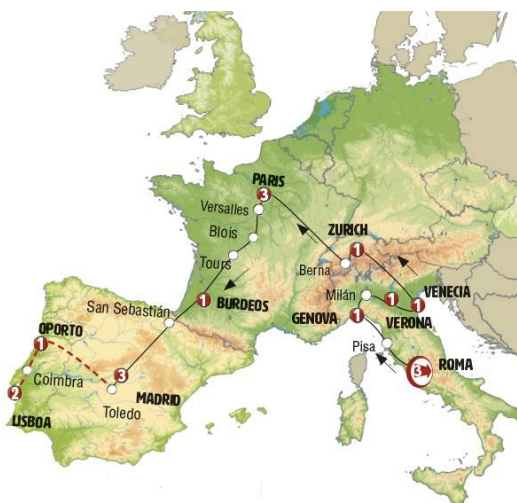 PARIS
3
Versalles
Blois
Tours
ZURICH
1
Berna
VENECIA
1
Milán
1
VERONA
GENOVA
1
Pisa
ROMA
3
1
BURDEOS
San Sebastián
OPORTO
1
Coimbra
2
LISBOA
3
MADRID
Toledo